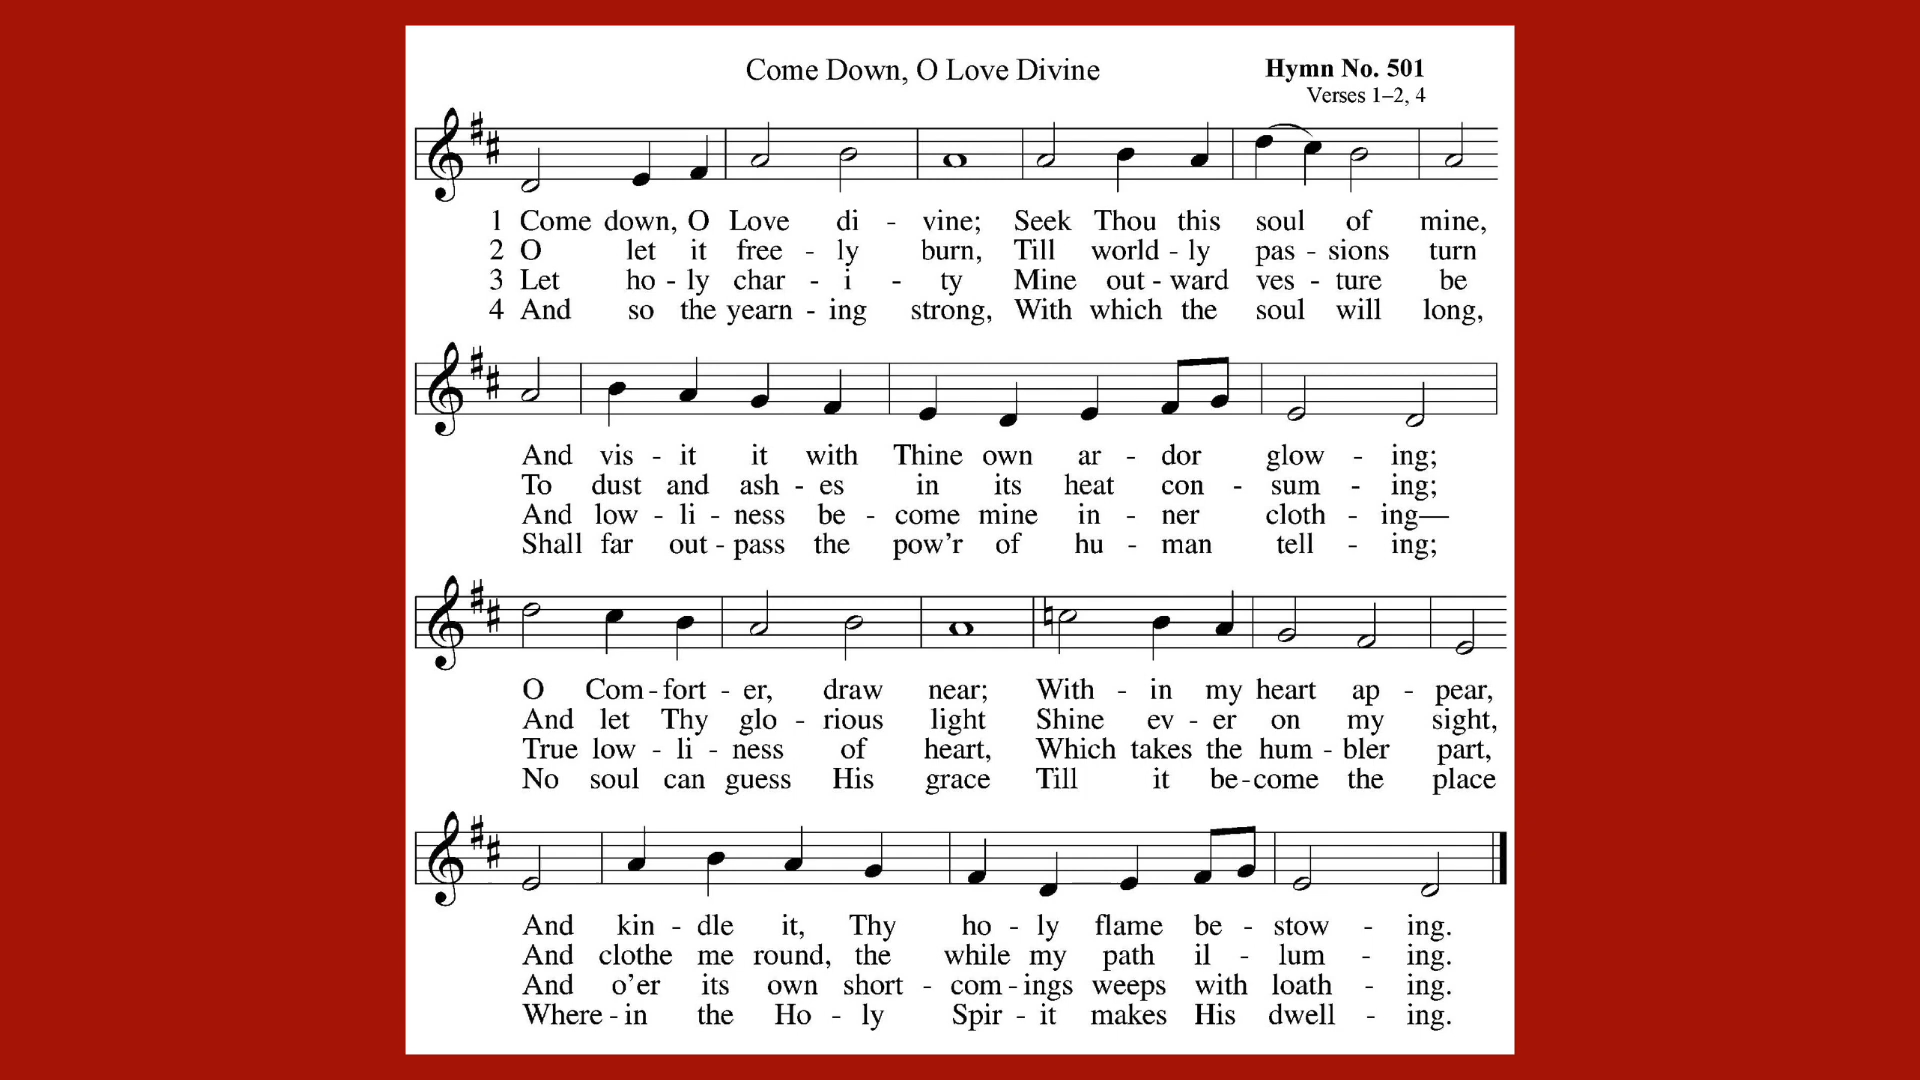 Come Down, O Love Divine
Hymn No. 501
Verses 1–2, 4
1 Come down, O Love di - vine; Seek Thou this soul of mine,
2 O let it free - ly burn, Till world - ly pas - sions turn
3 Let ho - ly char - i - ty Mine out - ward ves - ture be
4 And so the yearn - ing strong, With which the soul will long,
And vis - it it with Thine own ar - dor glow - ing;
To dust and ash - es in its heat con - sum - ing;
And low - li - ness be - come mine in - ner cloth - ing—
Shall far out - pass the pow’r of hu - man tell - ing;
O Com - fort - er, draw near; With - in my heart ap - pear,
And let Thy glo - rious light Shine ev - er on my sight,
True low - li - ness of heart, Which takes the hum - bler part,
No soul can guess His grace Till it be - come the place
And kin - dle it, Thy ho - ly flame be - stow - ing.
And clothe me round, the while my path il - lum - ing.
And o’er its own short - com - ings weeps with loath - ing.
Where - in the Ho - ly Spir - it makes His dwell - ing.